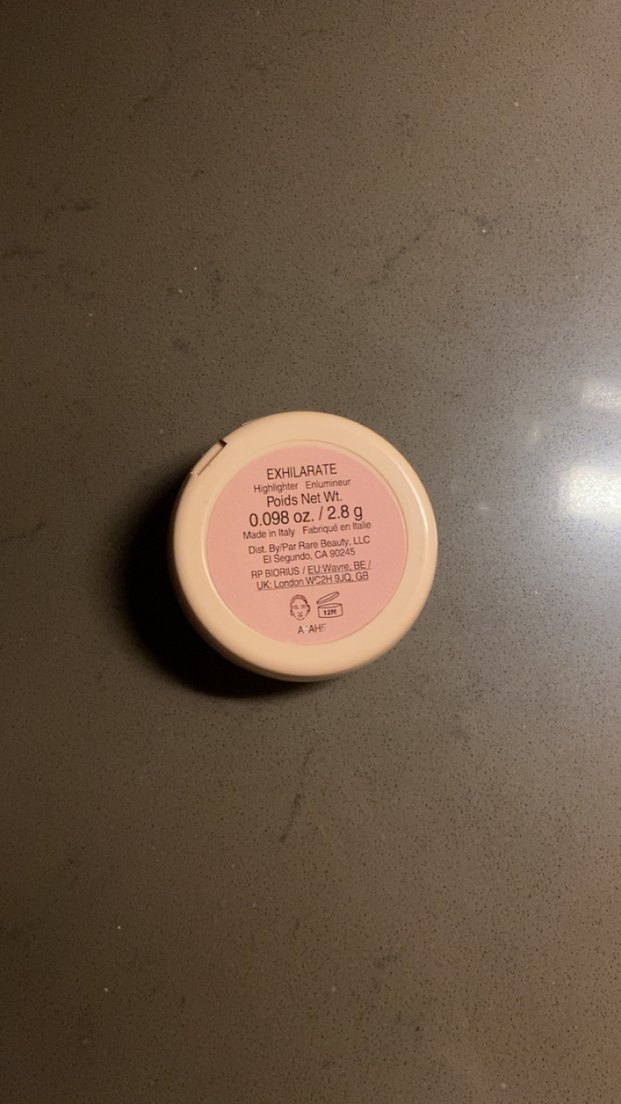 EXHILARATE
Highlighter Enlumineur
Poids Net Wt.
0.098 oz. / 2.8 g
Made in Italy Fabriqué en Italie
Dist. By/Par Rare Beauty, LLC
El Segundo, CA 90245
RP BIORIUS / EU:Wavre, BE /
UK: London WC2H 9JQ, GB
12M